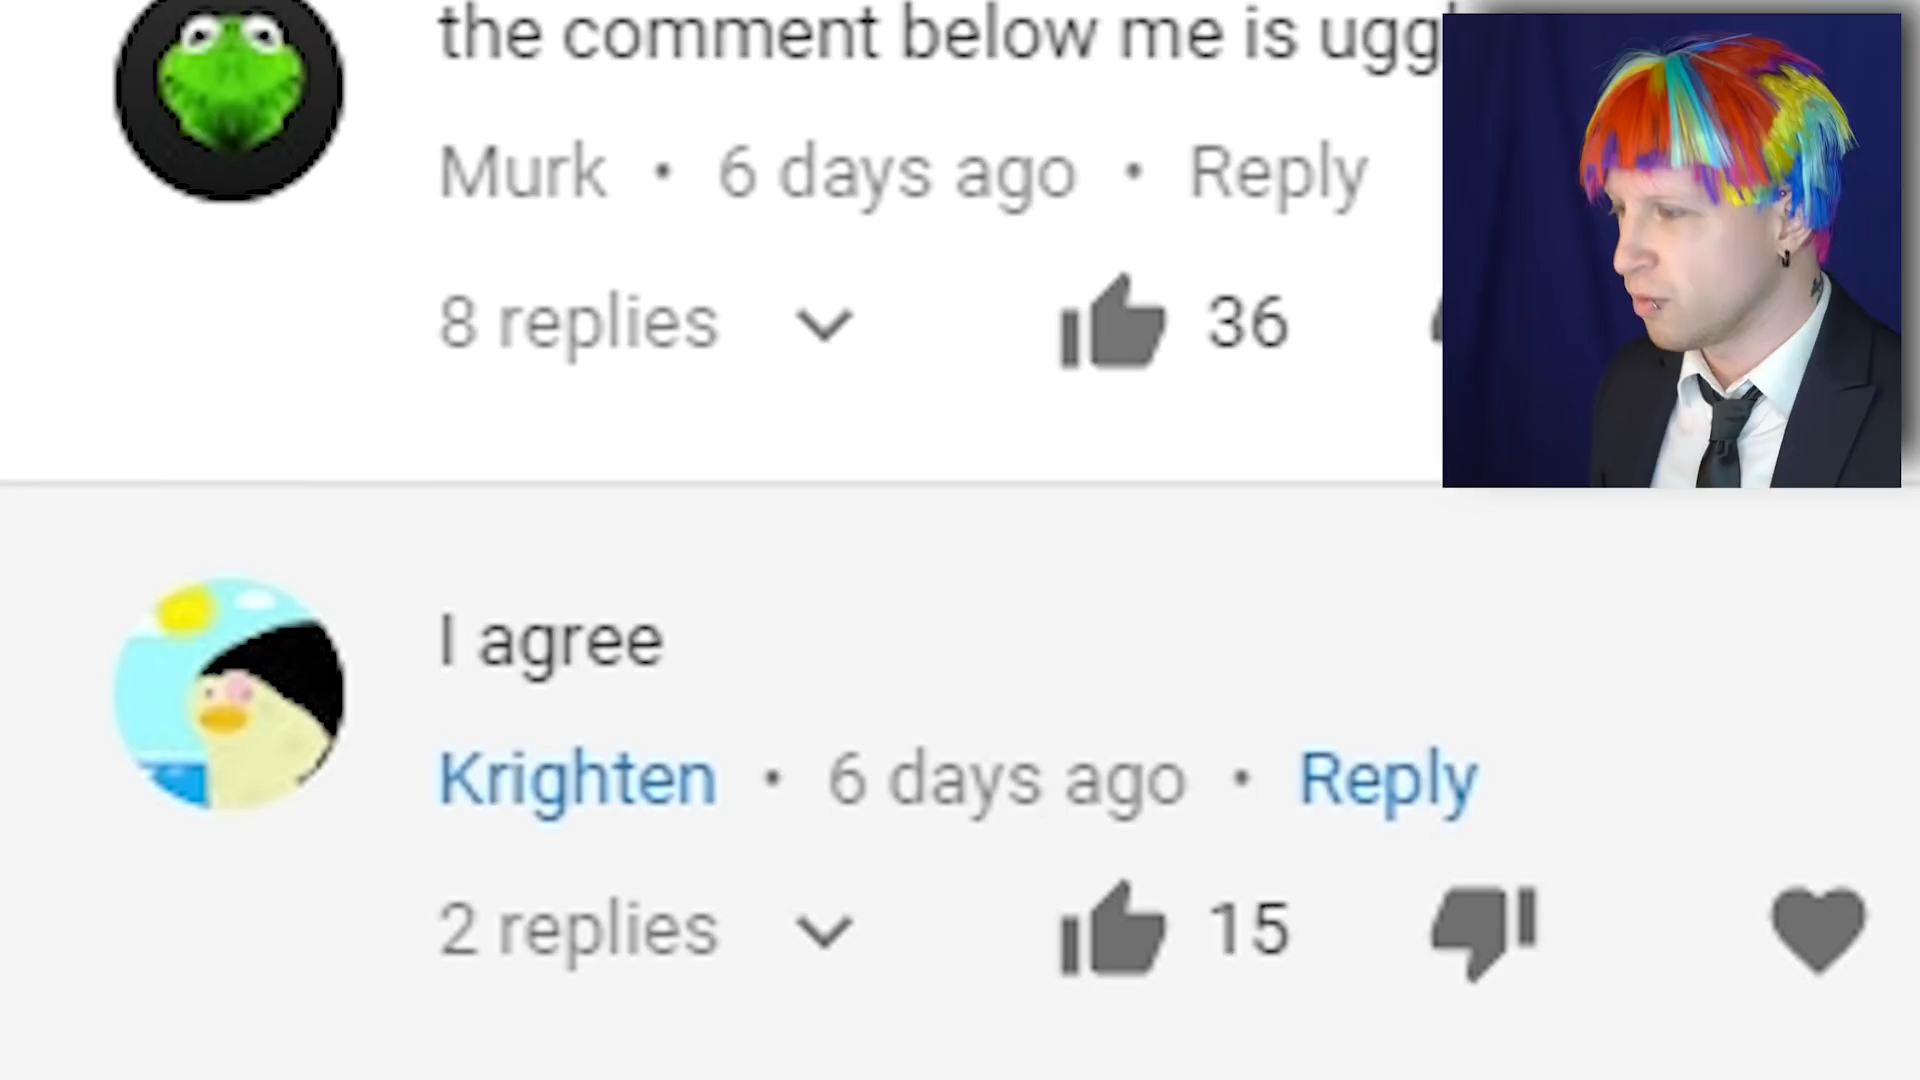 the comment below me is
Murk • 6 days ago • Reply
8 replies 36
I agree
Krighten • 6 days ago • Reply
2 replies 15